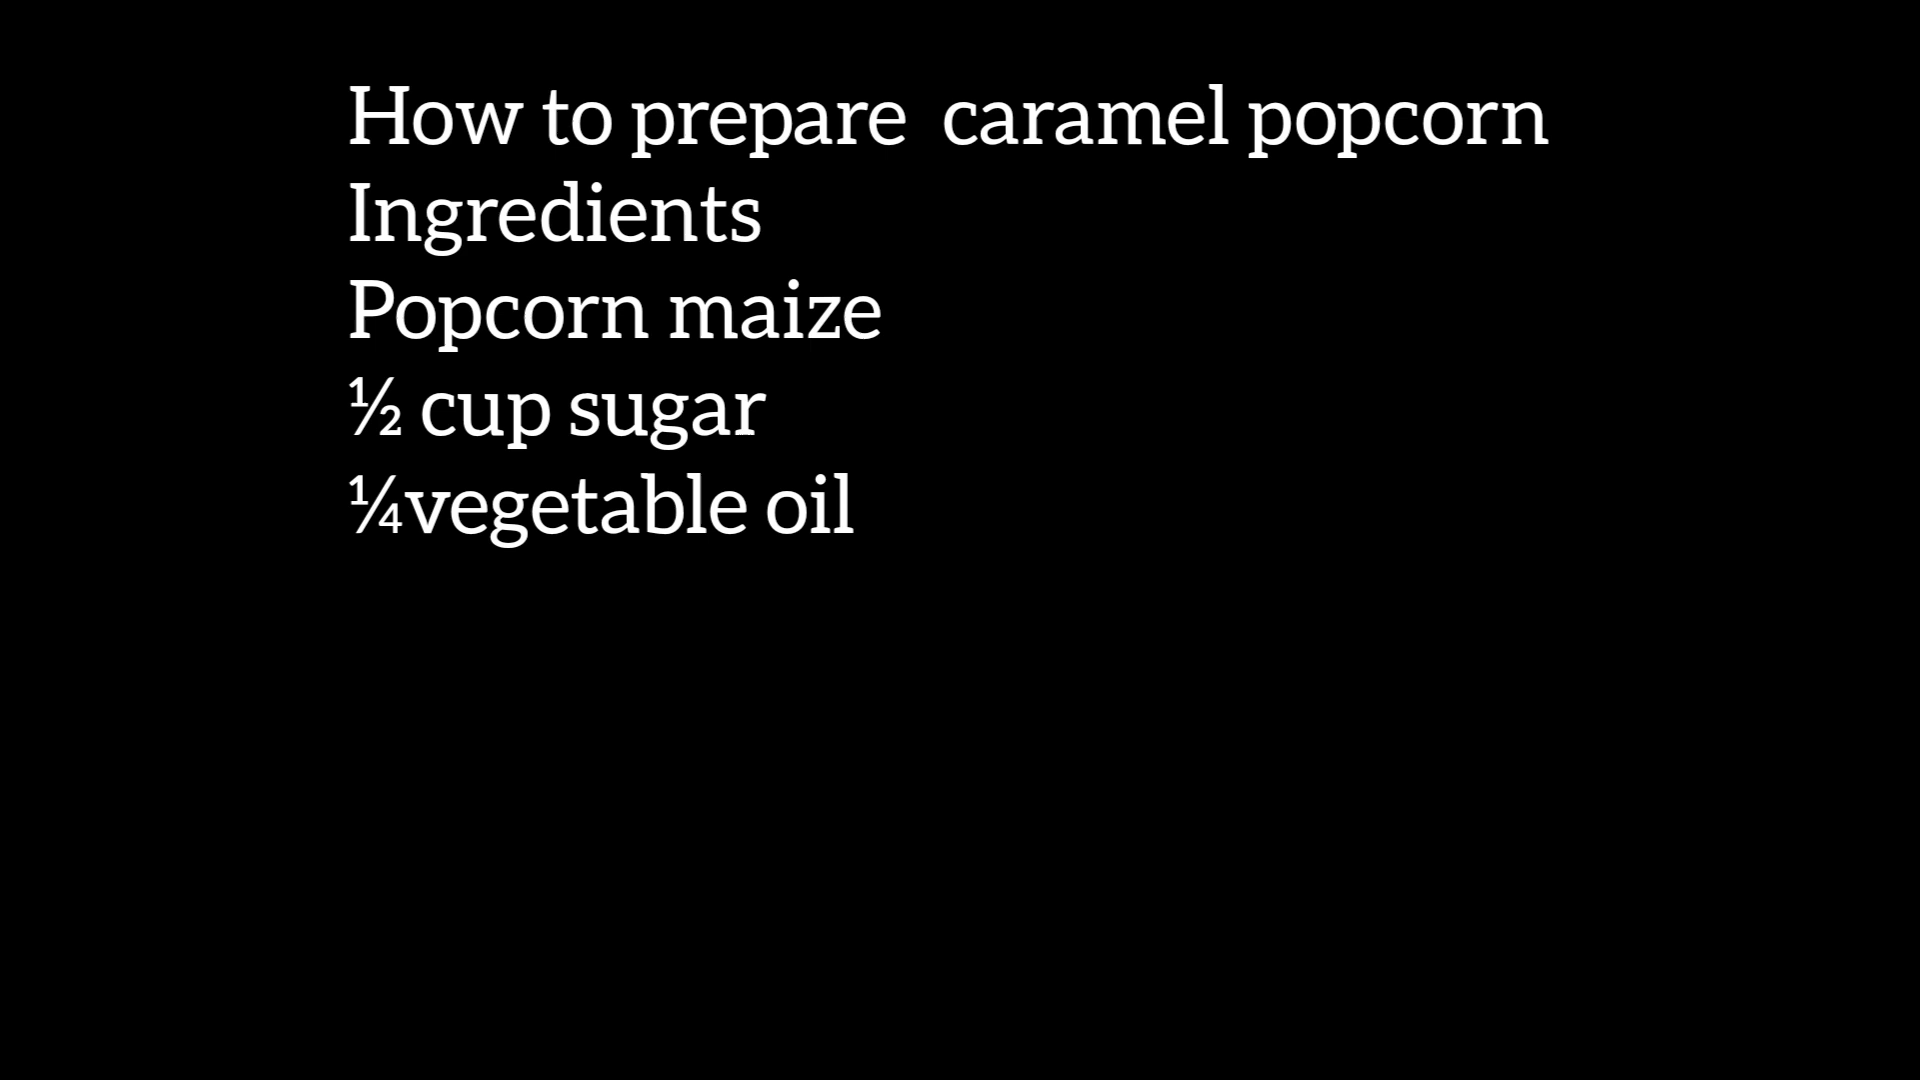 How to prepare  caramel popcorn
Ingredients
Popcorn maize
½ cup sugar
¼vegetable oil